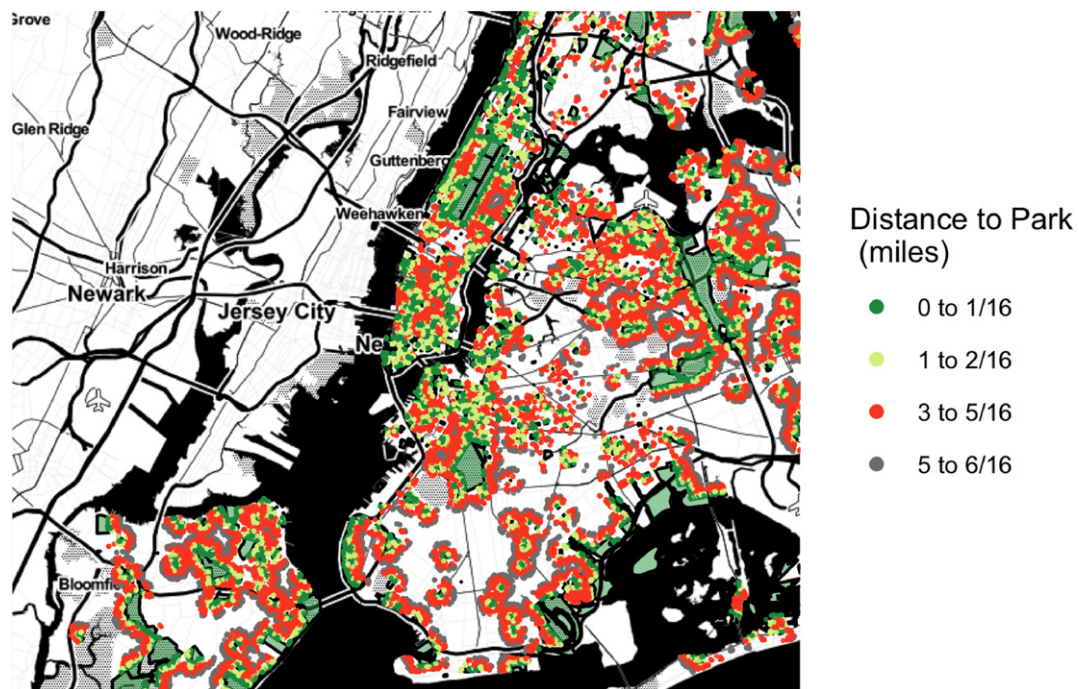 Grove
Wood-Ridge
Ridgefield
Glen Ridge
Fairview
Guttenberg
Weehawken
Harrison
Newark
Jersey City
Ne
Bloomfi
Distance to Park
(miles)
0 to 1/16
1 to 2/16
3 to 5/16
5 to 6/16